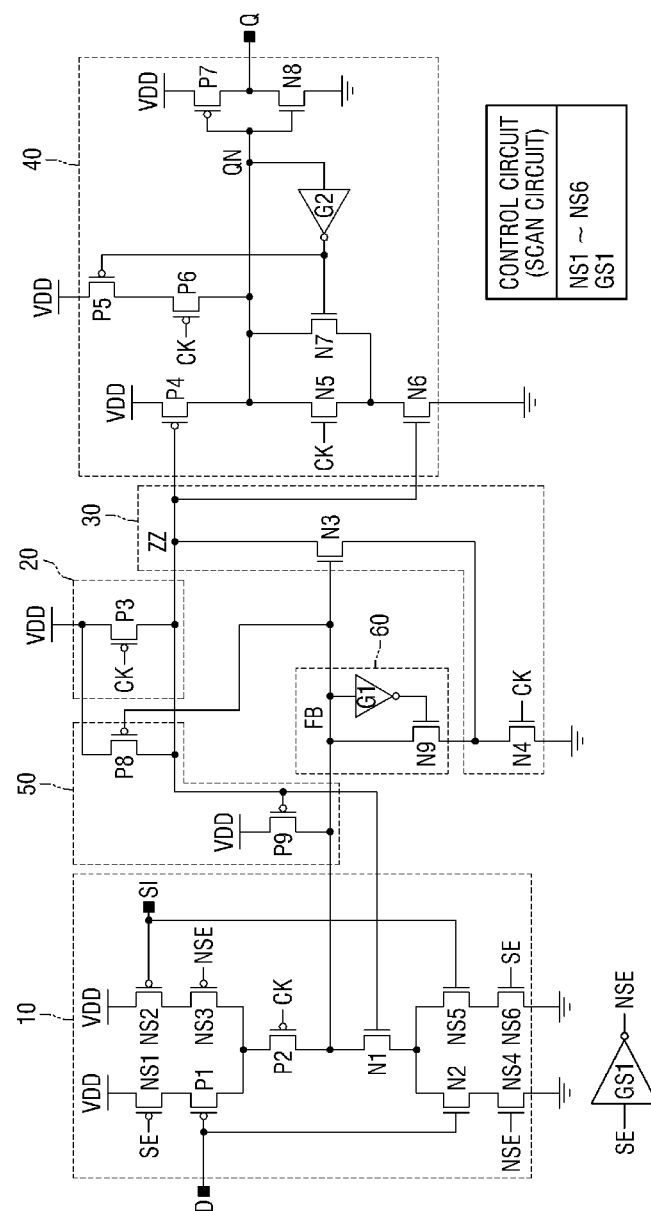 10
VDD
VDD
SE
NS1
NS2
SI
P1
NS3
NSE
D
P2
CK
N1
N2
NS5
NSE
NS4
NS6
SE
SE
GS1
NSE
50
20
VDD
P8
P3
CK
VDD
P9
30
ZZ
N3
60
FB
G1
N9
N4
CK
40
VDD
VDD
VDD
P4
P5
P6
CK
P7
Q
QN
N8
G2
N7
CK
N5
N6
CONTROL CIRCUIT
(SCAN CIRCUIT)
NS1 ~ NS6
GS1